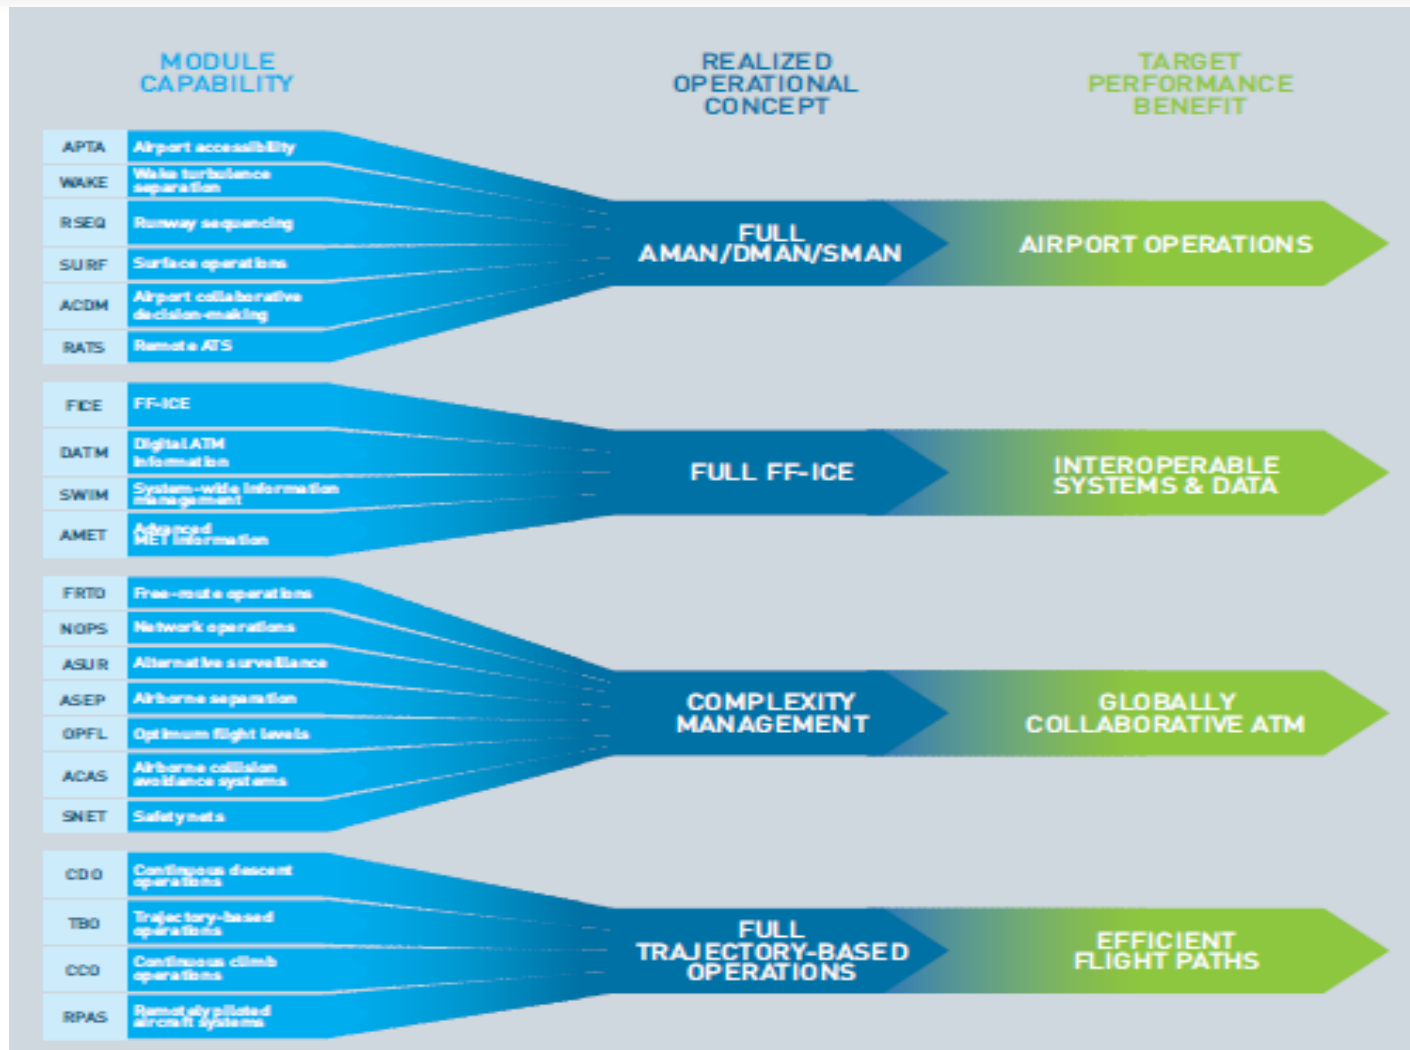 MODULE
CAPABILITY
REALIZED
OPERATIONAL
CONCEPT
TARGET
PERFORMANCE
BENEFIT
APTA
Airport accessibility
WAKE
Wake turbulence
separation
RSEQ
Runway sequencing
SURF
Surface operations
ACDM
Airport collaborative
decision-making
RATS
Remote ATS
FULL
AMAN/DMAN/SMAN
AIRPORT OPERATIONS
FICE
FF-ICE
DATM
Digital ATM
Information
SWIM
System-wide information
management
AMET
Advanced
MET Information
FULL FF-ICE
INTEROPERABLE
SYSTEMS & DATA
FRTO
Free-route operations
NOPS
Network operations
ASUR
Alternative surveillance
ASEP
Airborne separation
OPFL
Optimum flight levels
ACAS
Airborne collision
avoidance systems
SNET
Safety nets
COMPLEXITY
MANAGEMENT
GLOBALLY
COLLABORATIVE ATM
CDO
Continuous descent
operations
TBO
Trajectory-based
operations
CCO
Continuous climb
operations
RPAS
Remotely piloted
aircraft systems
FULL
TRAJECTORY-BASED
OPERATIONS
EFFICIENT
FLIGHT PATHS